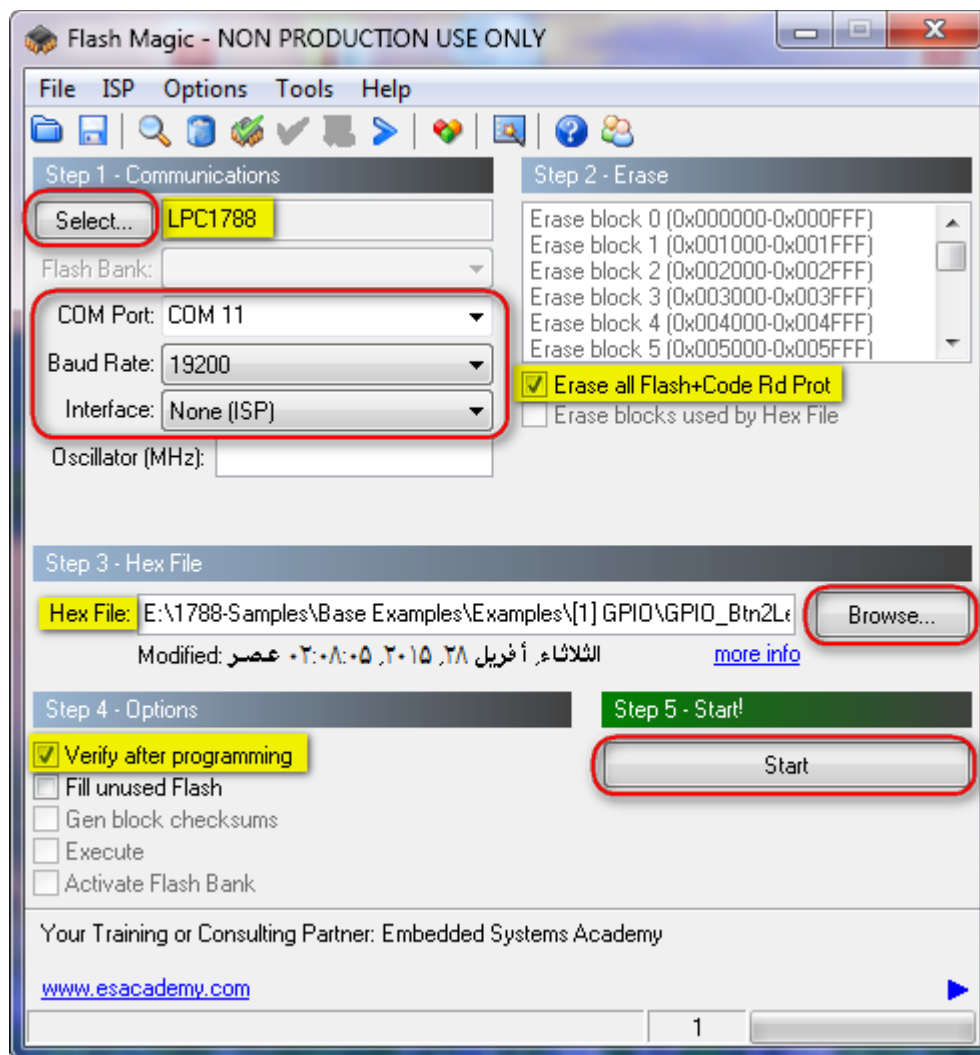 Flash Magic - NON PRODUCTION USE ONLY
File ISP Options Tools Help
Step 1 - Communications
Select... LPC1788
Flash Bank:
COM Port: COM 11
Baud Rate: 19200
Interface: None (ISP)
Oscillator (MHz):
Step 2 - Erase
Erase block 0 (0x000000-0x000FFF)
Erase block 1 (0x001000-0x001FFF)
Erase block 2 (0x002000-0x002FFF)
Erase block 3 (0x003000-0x003FFF)
Erase block 4 (0x004000-0x004FFF)
Erase block 5 (0x005000-0x005FFF)
Erase all Flash+Code Rd Prot
Erase blocks used by Hex File
Step 3 - Hex File
Hex File: E:\1788-Samples\Base Examples\Examples\[1] GPIO\GPIO_Btn2Le Browse...
Modified: الثلاثاء, أفريل ۲۸, ۲۰۱۵, ۰۲:۰۸:۰۵ عصر more info
Step 4 - Options
Verify after programming
Fill unused Flash
Gen block checksums
Execute
Activate Flash Bank
Step 5 - Start!
Start
Your Training or Consulting Partner: Embedded Systems Academy
www.esacademy.com
1